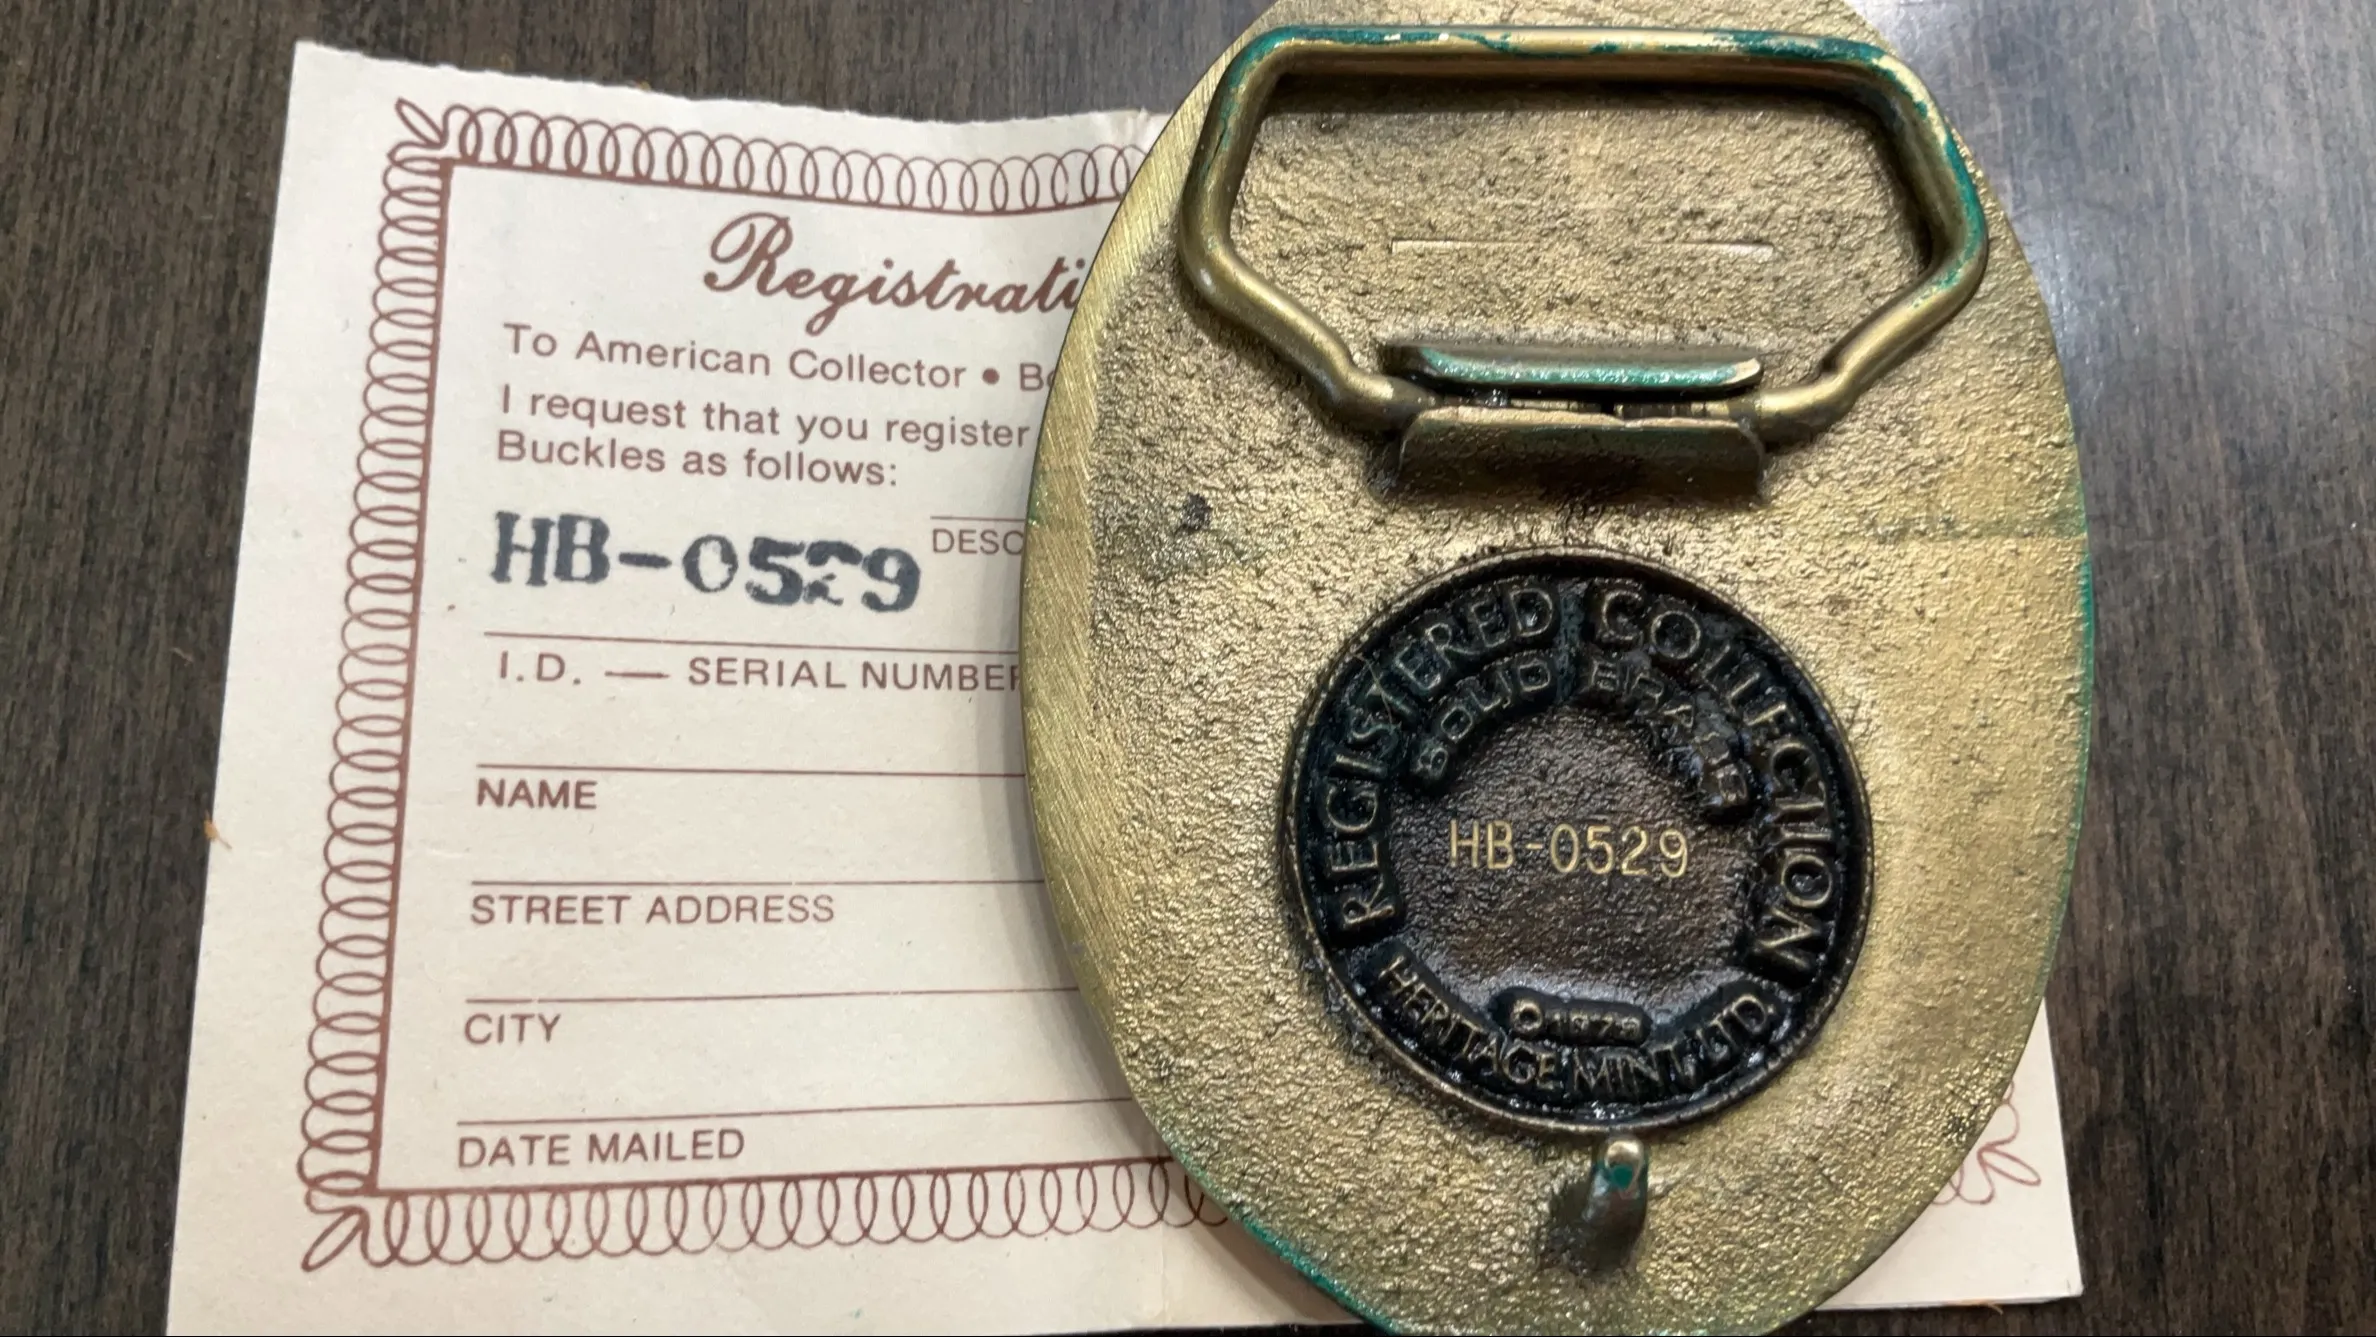 Registrati
To American Collector • Bo
I request that you register
Buckles as follows:
DESC
HB-0529
I.D. — SERIAL NUMBER
NAME
STREET ADDRESS
CITY
DATE MAILED
REGISTERED COLLECTION
SOLID BRASS
HB-0529
HERITAGE MINT, LTD.